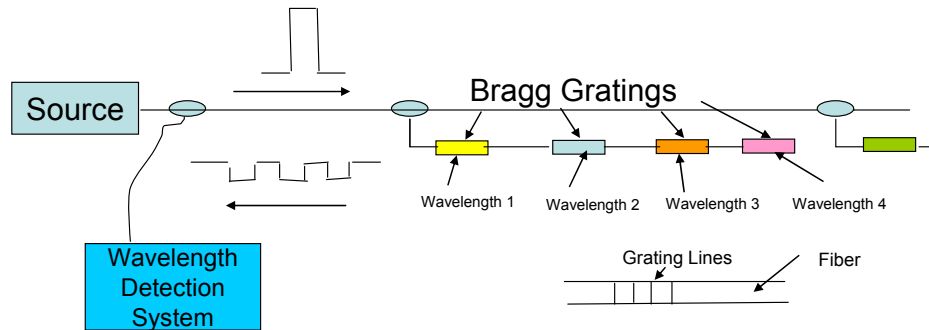 Source
Bragg Gratings
Wavelength 1
Wavelength 2
Wavelength 3
Wavelength 4
Wavelength
Detection
System
Grating Lines
Fiber